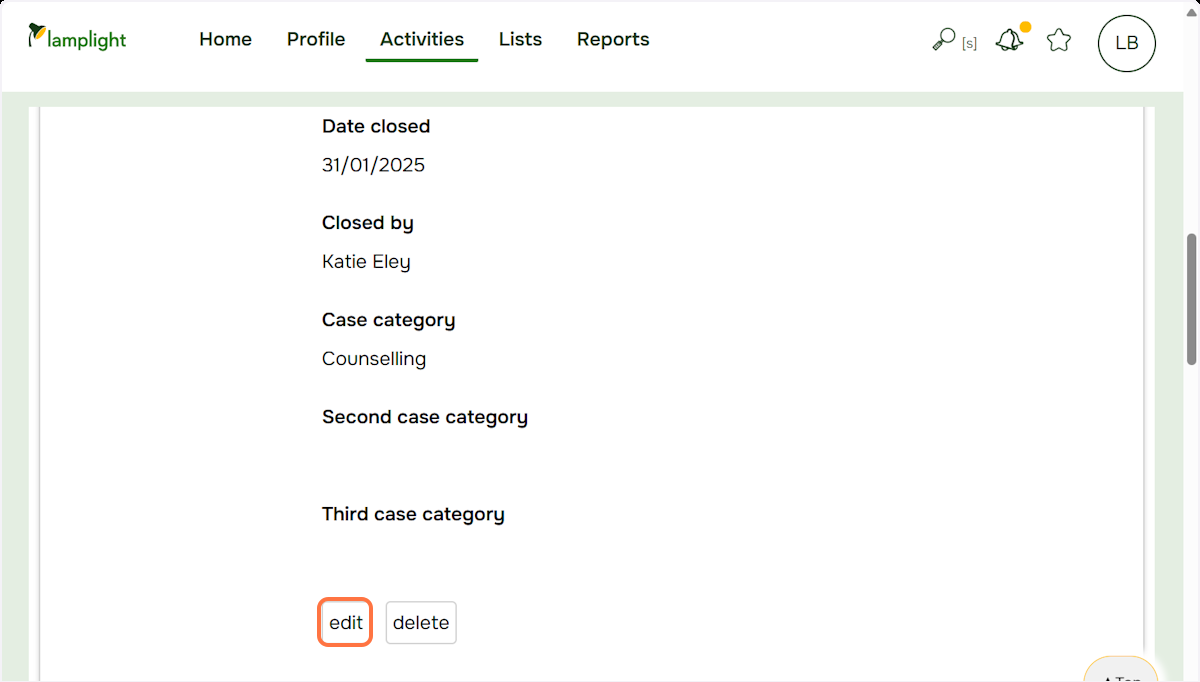 lamplight
Home Profile Activities Lists Reports
[s]
LB
Date closed
31/01/2025
Closed by
Katie Eley
Case category
Counselling
Second case category
Third case category
edit delete
Top